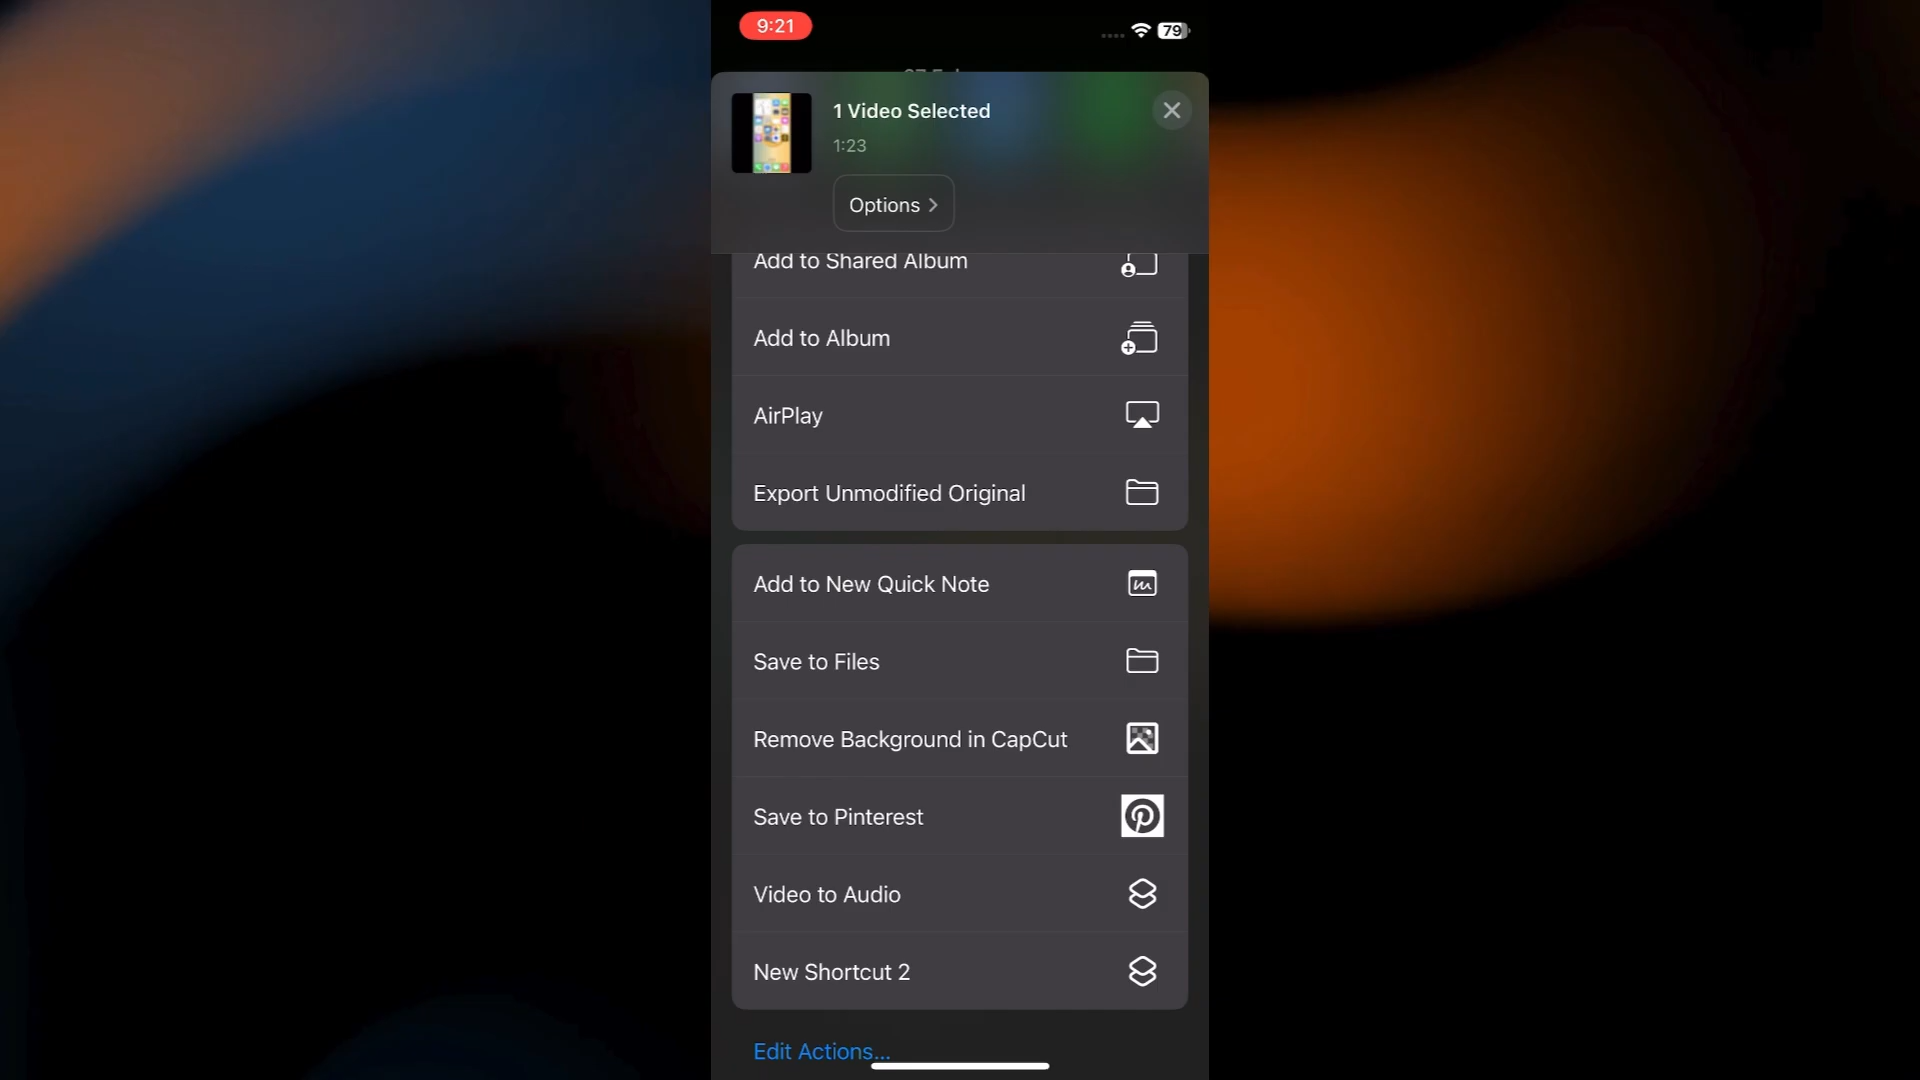 9:21
79
1 Video Selected
1:23
Options
Add to Shared Album
Add to Album
AirPlay
Export Unmodified Original
Add to New Quick Note
Save to Files
Remove Background in CapCut
Save to Pinterest
Video to Audio
New Shortcut 2
Edit Actions...